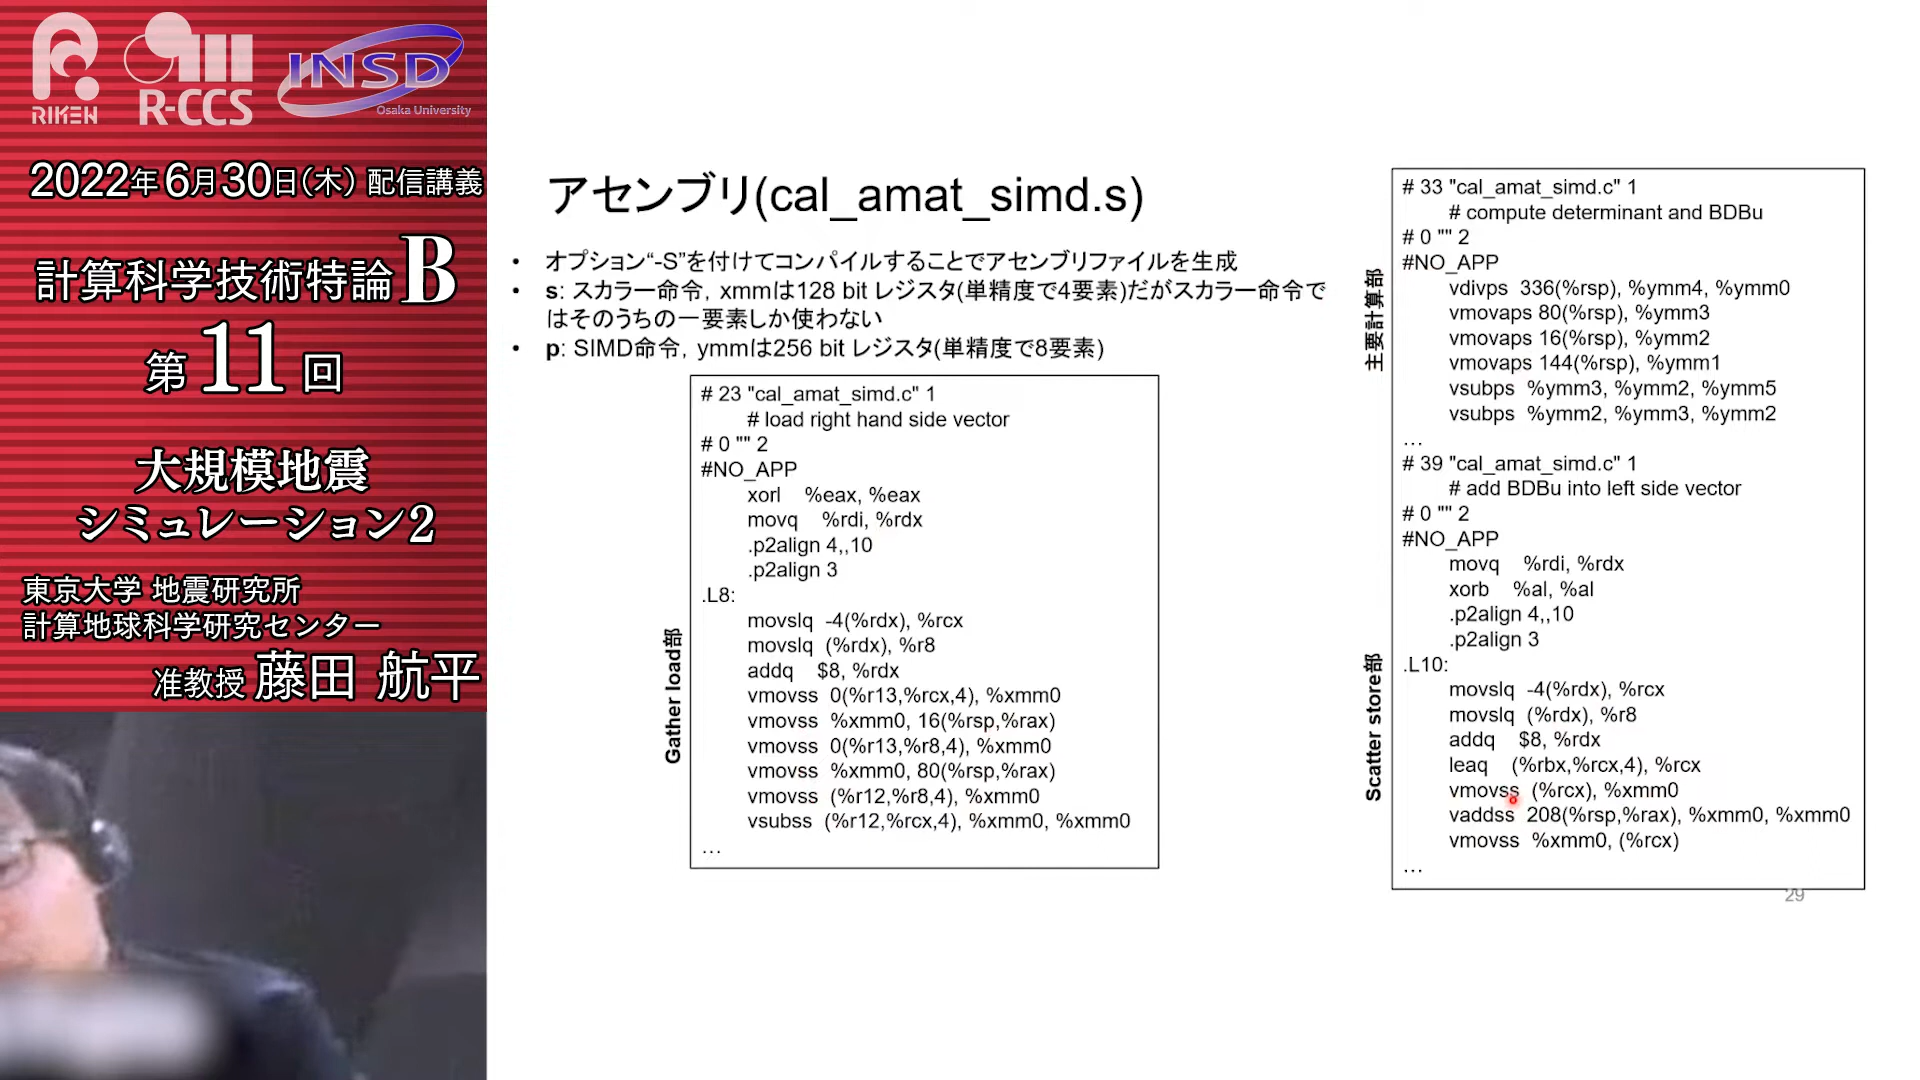 RIKEN
R-CCS
INSD
Osaka University
2022年6月30日(木) 配信講義
計算科学技術特論 B
第 11 回
大規模地震
シミュレーション2
東京大学 地震研究所
計算地球科学研究センター
准教授 藤田 航平
アセンブリ(cal_amat_simd.s)
• オプション“-S”を付けてコンパイルすることでアセンブリファイルを生成
• s: スカラー命令, xmmは128 bit レジスタ(単精度で4要素)だがスカラー命令で
はそのうちの一要素しか使わない
• p: SIMD命令, ymmは256 bit レジスタ(単精度で8要素)
Gather load部
# 23 "cal_amat_simd.c" 1
# load right hand side vector
# 0 "" 2
#NO_APP
xorl %eax, %eax
movq %rdi, %rdx
.p2align 4,,10
.p2align 3
.L8:
movslq -4(%rdx), %rcx
movslq (%rdx), %r8
addq $8, %rdx
vmovss 0(%r13,%rcx,4), %xmm0
vmovss %xmm0, 16(%rsp,%rax)
vmovss 0(%r13,%r8,4), %xmm0
vmovss %xmm0, 80(%rsp,%rax)
vmovss (%r12,%r8,4), %xmm0
vsubss (%r12,%rcx,4), %xmm0, %xmm0
…
主要計算部
# 33 "cal_amat_simd.c" 1
# compute determinant and BDBu
# 0 "" 2
#NO_APP
vdivps 336(%rsp), %ymm4, %ymm0
vmovaps 80(%rsp), %ymm3
vmovaps 16(%rsp), %ymm2
vmovaps 144(%rsp), %ymm1
vsubps %ymm3, %ymm2, %ymm5
vsubps %ymm2, %ymm3, %ymm2
…
Scatter store部
# 39 "cal_amat_simd.c" 1
# add BDBu into left side vector
# 0 "" 2
#NO_APP
movq %rdi, %rdx
xorb %al, %al
.p2align 4,,10
.p2align 3
.L10:
movslq -4(%rdx), %rcx
movslq (%rdx), %r8
addq $8, %rdx
leaq (%rbx,%rcx,4), %rcx
vmovss (%rcx), %xmm0
vaddss 208(%rsp,%rax), %xmm0, %xmm0
vmovss %xmm0, (%rcx)
…
29